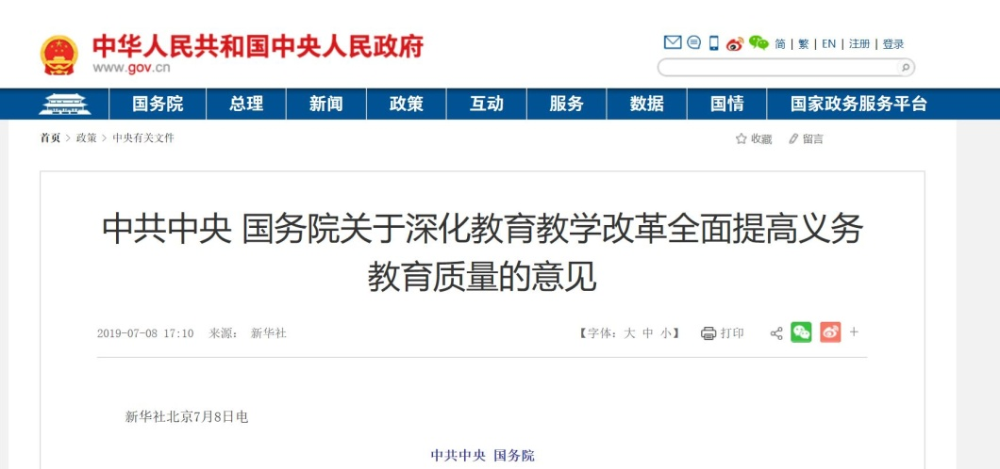 中华人民共和国中央人民政府
www.gov.cn
简 | 繁 | EN | 注册 | 登录
国务院 总理 新闻 政策 互动 服务 数据 国情 国家政务服务平台
首页 > 政策 > 中央有关文件
收藏 留言
中共中央 国务院关于深化教育教学改革全面提高义务
教育质量的意见
2019-07-08 17:10 来源： 新华社
【字体：大 中 小】 打印 +
新华社北京7月8日电
中共中央 国务院